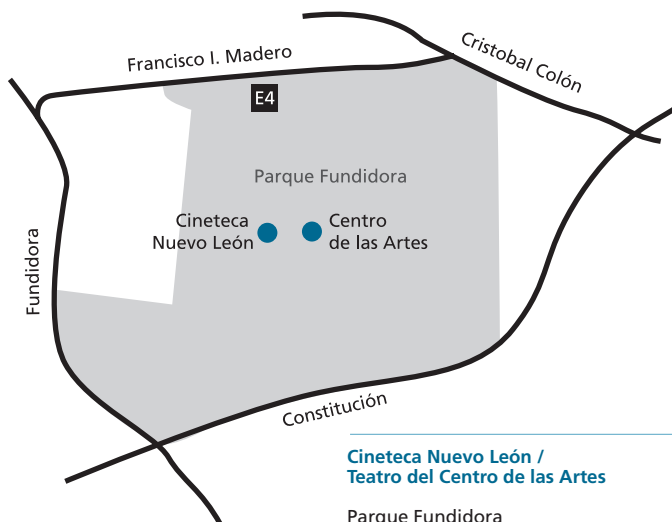 Francisco I. Madero
Cristobal Colón
E4
Parque Fundidora
Cineteca
Nuevo León
Centro
de las Artes
Fundidora
Constitución
Cineteca Nuevo León /
Teatro del Centro de las Artes
Parque Fundidora